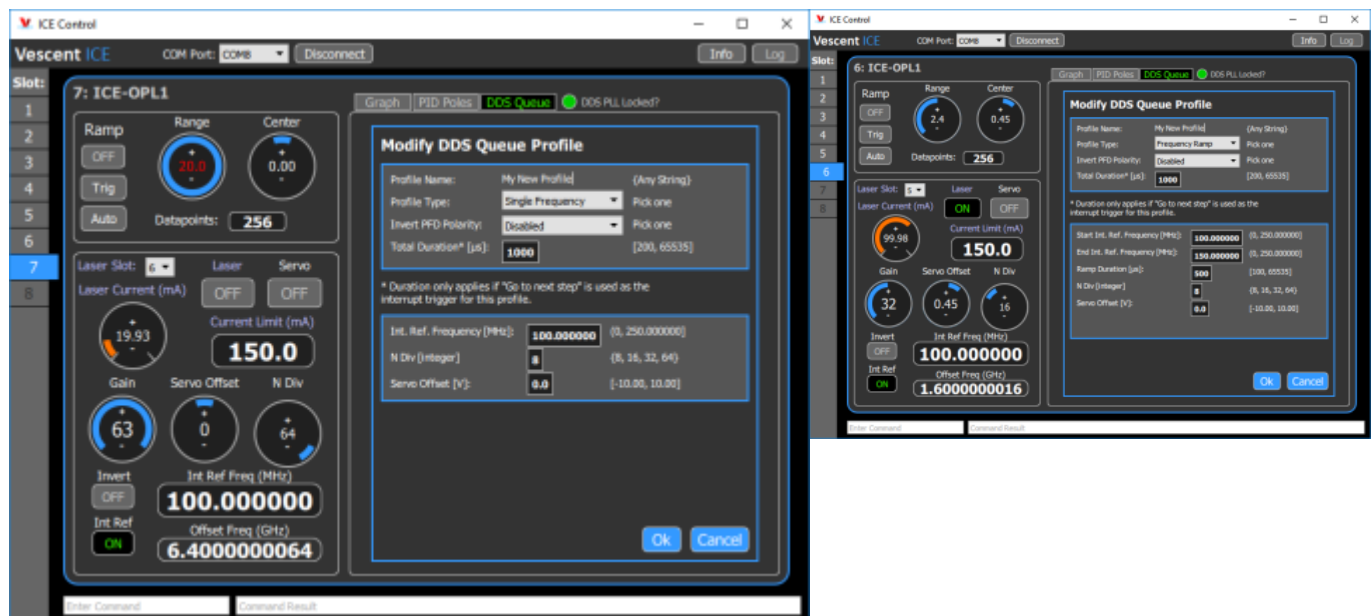 ICE Control
Vescent ICE COM Port: COM8 Disconnect Info Log
Slot:
1
2
3
4
5
6
7
8
7: ICE-OPL1
Ramp Range Center
OFF
Trig
Auto
+ 20.0 -
+ 0.00 -
Datapoints: 256
Laser Slot: 6 Laser Servo
Laser Current (mA) OFF OFF
+ 19.93 -
Current Limit (mA)
150.0
Gain Servo Offset N Div
+ 63 -
+ 0 -
+ 64 -
Invert Int Ref Freq (MHz)
OFF 100.000000
Int Ref Offset Freq (GHz)
ON 6.4000000064
Graph PID Poles DDS Queue DDS PLL Locked?
Modify DDS Queue Profile
Profile Name: My New Profile (Any String)
Profile Type: Single Frequency Pick one
Invert PFD Polarity: Disabled Pick one
Total Duration* [µs]: 1000 [200, 65535]
* Duration only applies if "Go to next step" is used as the
interrupt trigger for this profile.
Int. Ref. Frequency [MHz]: 100.000000 (0, 250.000000]
N Div [integer] 8 {8, 16, 32, 64}
Servo Offset [V]: 0.0 [-10.00, 10.00]
Ok Cancel
Enter Command Command Result
ICE Control
Vescent ICE COM Port: COM8 Disconnect Info Log
Slot:
1
2
3
4
5
6
7
8
6: ICE-OPL1
Ramp Range Center
OFF
Trig
Auto
+ 2.4 -
+ 0.45 -
Datapoints: 256
Laser Slot: 5 Laser Servo
Laser Current (mA) ON OFF
+ 99.98 -
Current Limit (mA)
150.0
Gain Servo Offset N Div
+ 32 -
+ 0.45 -
+ 16 -
Invert Int Ref Freq (MHz)
OFF 100.000000
Int Ref Offset Freq (GHz)
ON 1.6000000016
Graph PID Poles DDS Queue DDS PLL Locked?
Modify DDS Queue Profile
Profile Name: My New Profile (Any String)
Profile Type: Frequency Ramp Pick one
Invert PFD Polarity: Disabled Pick one
Total Duration* [µs]: 1000 [200, 65535]
* Duration only applies if "Go to next step" is used as the
interrupt trigger for this profile.
Start Int. Ref. Frequency [MHz]: 100.000000 (0, 250.000000]
End Int. Ref. Frequency [MHz]: 150.000000 (0, 250.000000]
Ramp Duration [µs]: 500 [100, 65535]
N Div [integer] 8 {8, 16, 32, 64}
Servo Offset [V]: 0.0 [-10.00, 10.00]
Ok Cancel
Enter Command Command Result